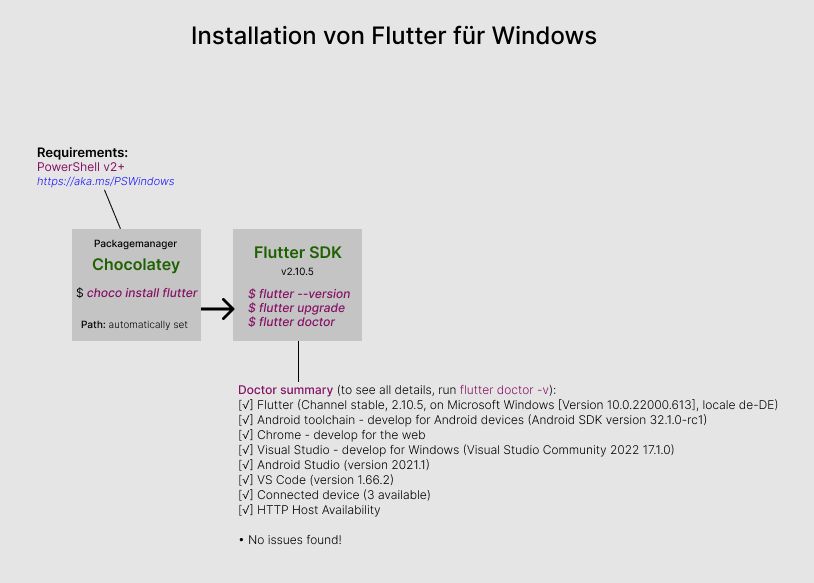 Installation von Flutter für Windows
Requirements:
PowerShell v2+
https://aka.ms/PSWindows
Packagemanager
Chocolatey
$ choco install flutter
Path: automatically set
Flutter SDK
v2.10.5
$ flutter --version
$ flutter upgrade
$ flutter doctor
Doctor summary (to see all details, run flutter doctor -v):
[√] Flutter (Channel stable, 2.10.5, on Microsoft Windows [Version 10.0.22000.613], locale de-DE)
[√] Android toolchain - develop for Android devices (Android SDK version 32.1.0-rc1)
[√] Chrome - develop for the web
[√] Visual Studio - develop for Windows (Visual Studio Community 2022 17.1.0)
[√] Android Studio (version 2021.1)
[√] VS Code (version 1.66.2)
[√] Connected device (3 available)
[√] HTTP Host Availability
• No issues found!